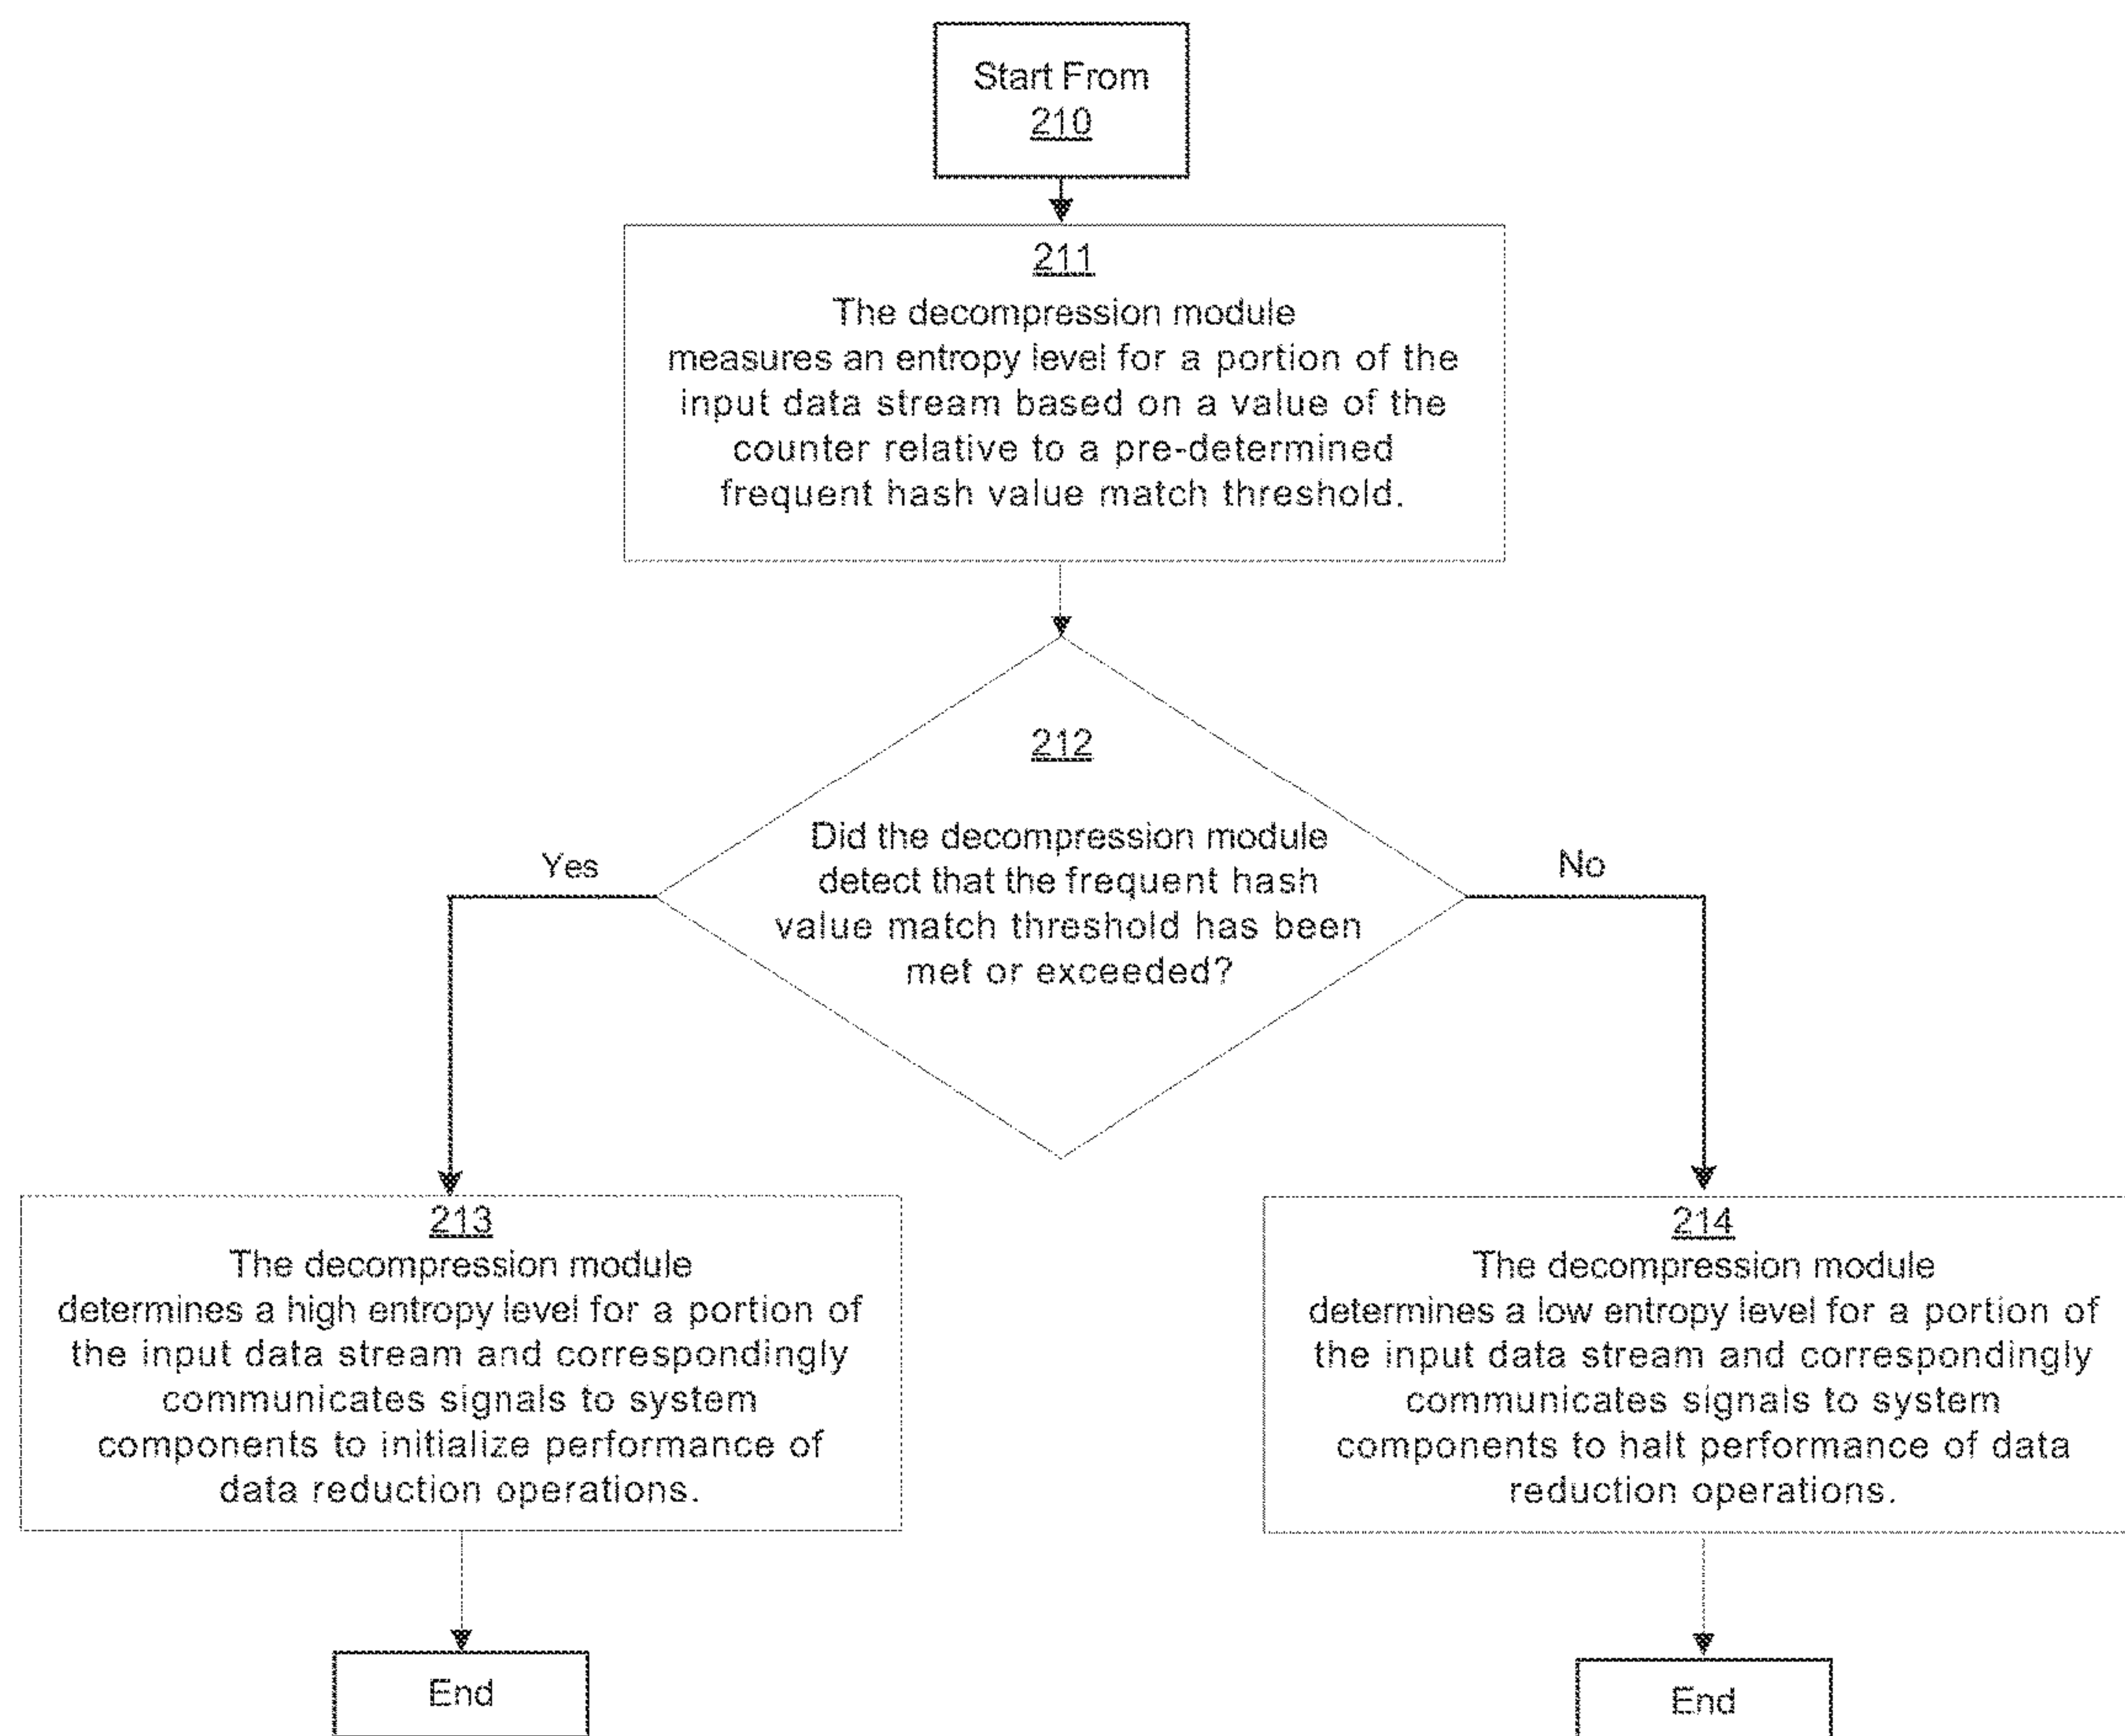 Start From
210
211
The decompression module
measures an entropy level for a portion of the
input data stream based on a value of the
counter relative to a pre-determined
frequent hash value match threshold.
212
Did the decompression module
detect that the frequent hash
value match threshold has been
met or exceeded?
Yes
No
213
The decompression module
determines a high entropy level for a portion of
the input data stream and correspondingly
communicates signals to system
components to initialize performance of
data reduction operations.
214
The decompression module
determines a low entropy level for a portion of
the input data stream and correspondingly
communicates signals to system
components to halt performance of data
reduction operations.
End
End